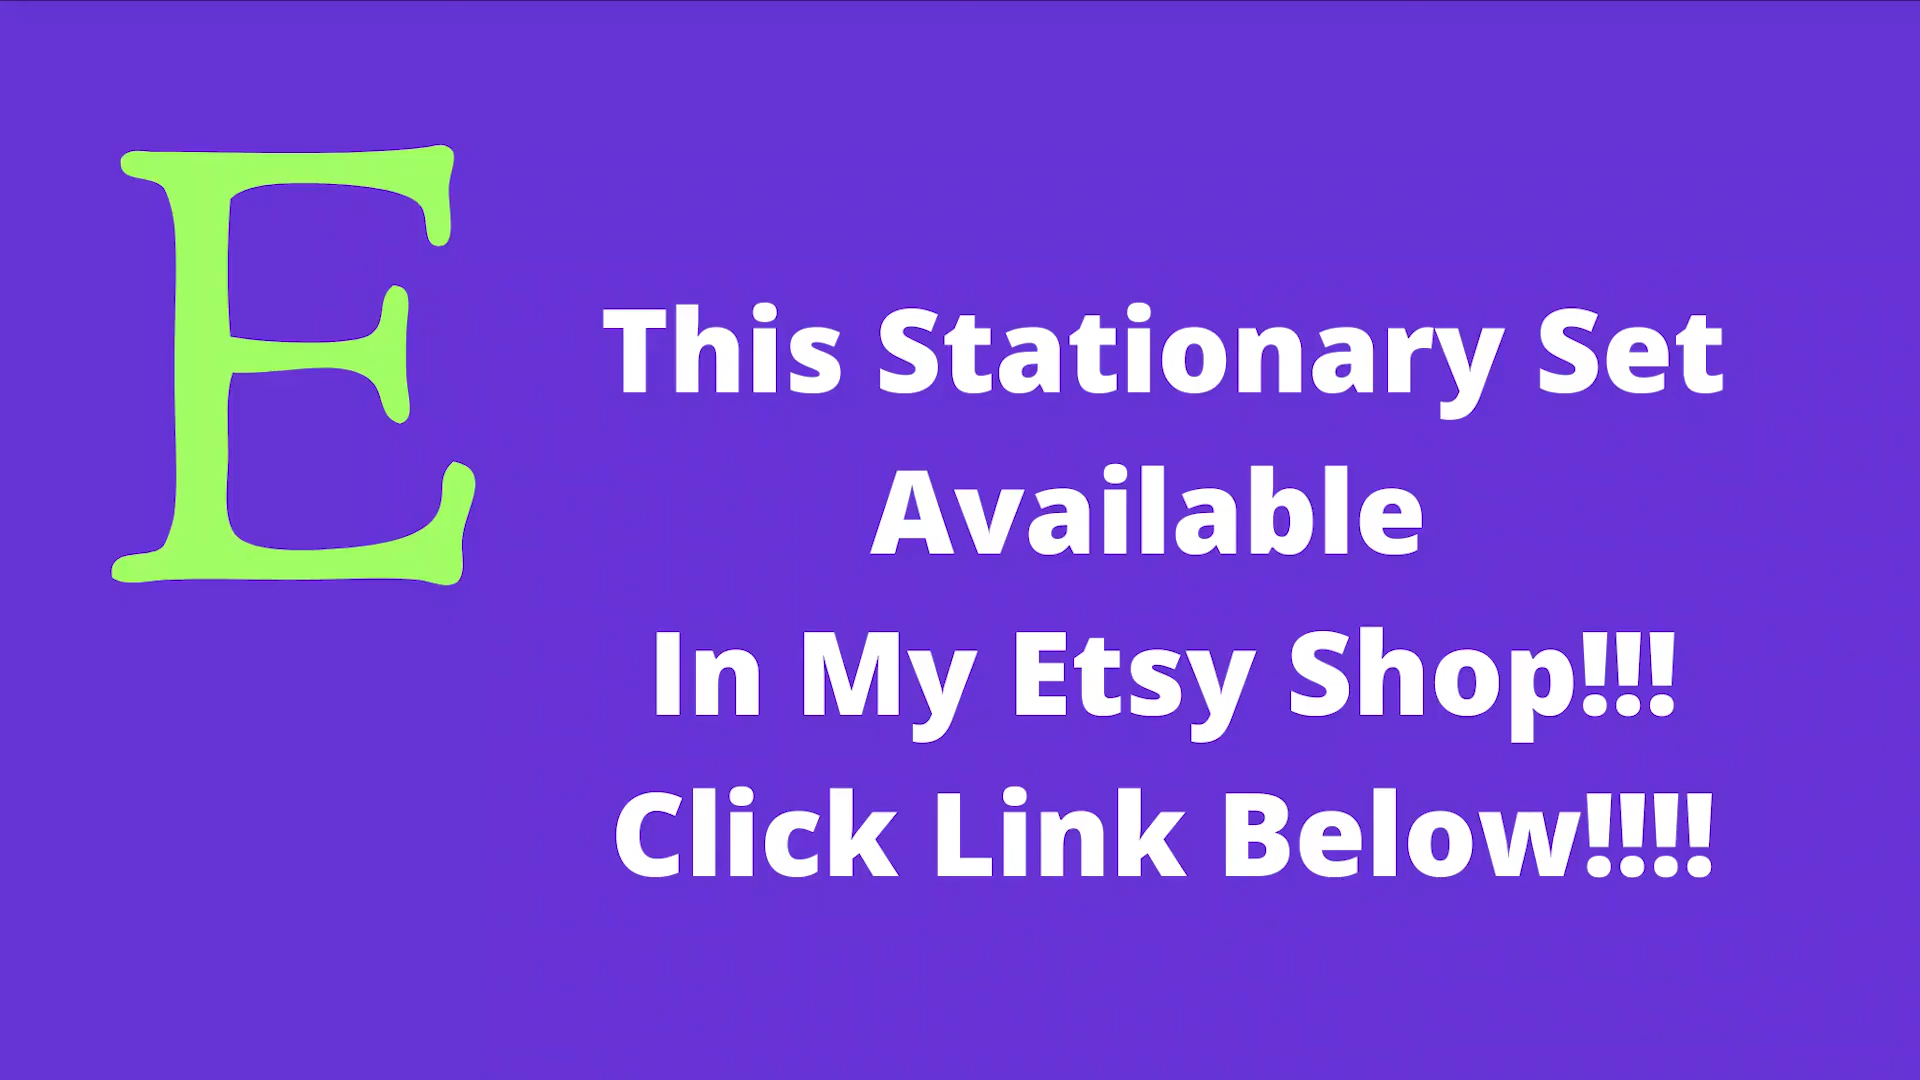 E
This Stationary Set
Available
In My Etsy Shop!!!
Click Link Below!!!!